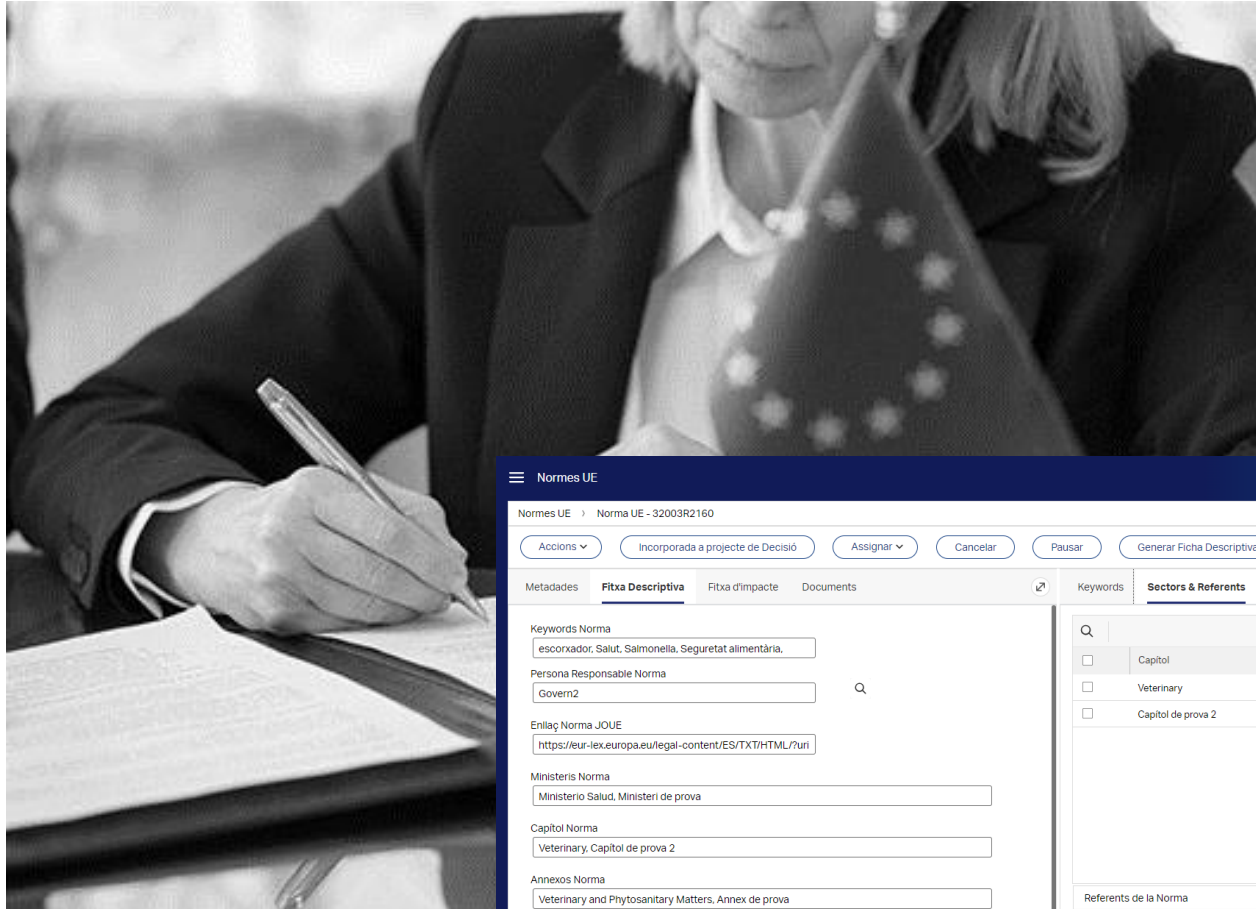 Normes UE
Normes UE > Norma UE - 32003R2160
Accions Incorporada a projecte de Decisió Assignar Cancelar Pausar Generar Ficha Descriptiva
Metadades Fitxa Descriptiva Fitxa d'impacte Documents
Keywords Sectors & Referents
Keywords Norma
escorxador, Salut, Salmonella, Seguretat alimentària,
Persona Responsable Norma
Govern2
Enllaç Norma JOUE
https://eur-lex.europa.eu/legal-content/ES/TXT/HTML/?uri
Ministeris Norma
Ministerio Salud, Ministeri de prova
Capítol Norma
Veterinary, Capítol de prova 2
Annexos Norma
Veterinary and Phytosanitary Matters, Annex de prova
Capítol
Veterinary
Capítol de prova 2
Referents de la Norma